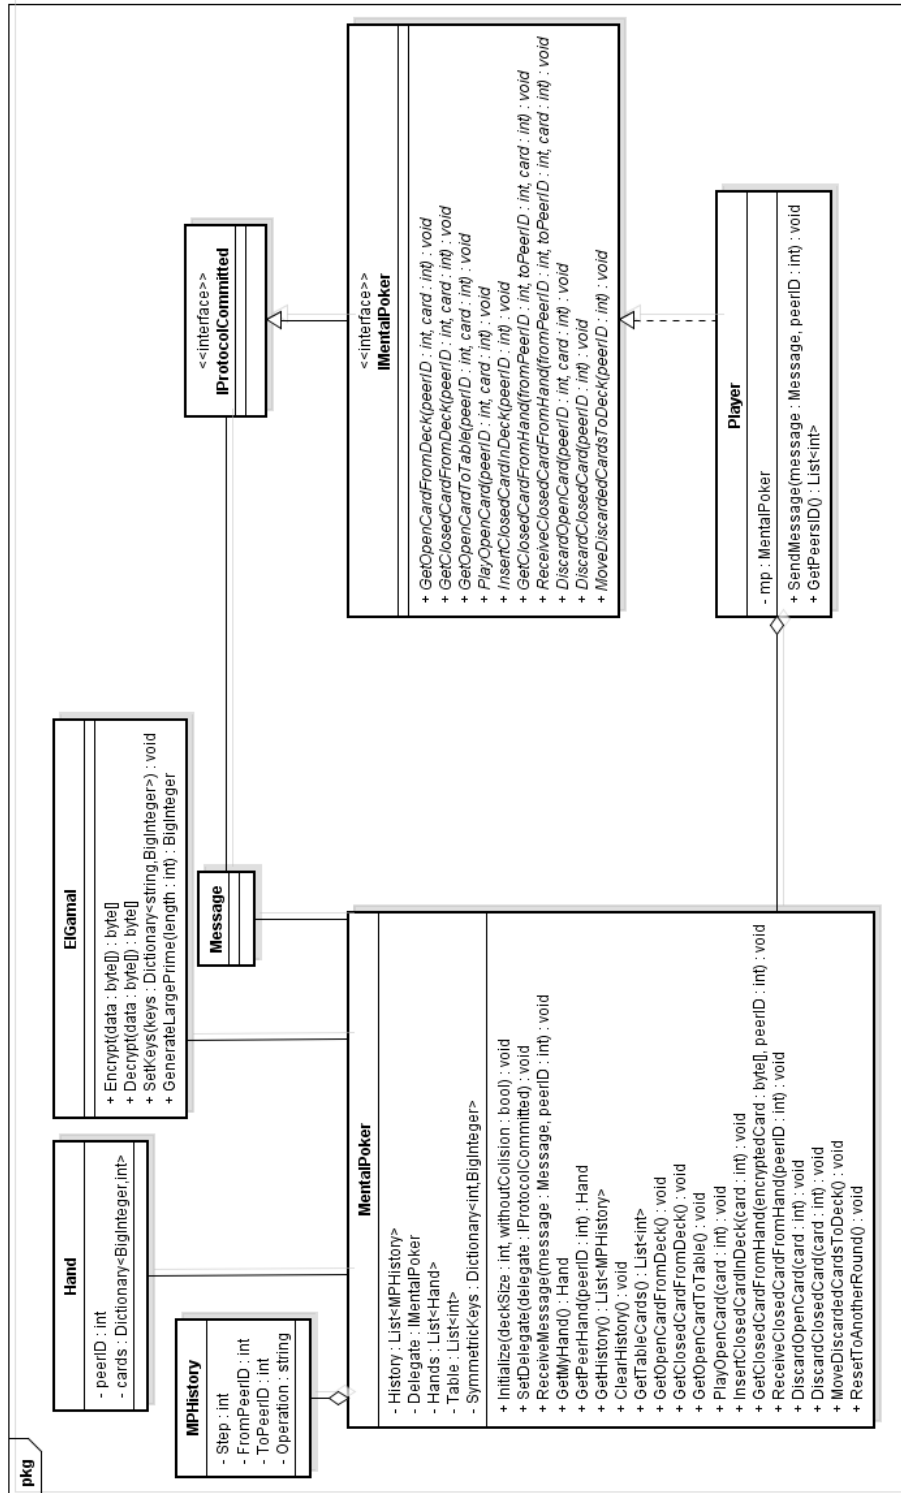 pkg
MPHistory
- Step : int
- FromPeerID : int
- ToPeerID : int
- Operation : string
Hand
- peerID : int
- cards : Dictionary<BigInteger,int>
ElGamal
+ Encrypt(data : byte[]) : byte[]
+ Decrypt(data : byte[]) : byte[]
+ SetKeys(keys : Dictionary<string,BigInteger>) : void
+ GenerateLargePrime(length : int) : BigInteger
Message
<<interface>>
IProtocolCommitted
MentalPoker
- History : List<MPHistory>
- Delegate : IMentalPoker
- Hands : List<Hand>
- Table : List<int>
- SymmetricKeys : Dictionary<int,BigInteger>
+ Initialize(deckSize : int, withoutColision : bool) : void
+ SetDelegate(delegate : IProtocolCommitted) : void
+ ReceiveMessage(message : Message, peerID : int) : void
+ GetMyHand() : Hand
+ GetPeerHand(peerID : int) : Hand
+ GetHistory() : List<MPHistory>
+ ClearHistory() : void
+ GetTableCards() : List<int>
+ GetOpenCardFromDeck() : void
+ GetClosedCardFromDeck() : void
+ GetOpenCardToTable() : void
+ PlayOpenCard(card : int) : void
+ InsertClosedCardInDeck(card : int) : void
+ GetClosedCardFromHand(encryptedCard : byte[], peerID : int) : void
+ ReceiveClosedCardFromHand(peerID : int) : void
+ DiscardOpenCard(card : int) : void
+ DiscardClosedCard(card : int) : void
+ MoveDiscardedCardsToDeck() : void
+ ResetToAnotherRound() : void
<<interface>>
IMentalPoker
+ GetOpenCardFromDeck(peerID : int, card : int) : void
+ GetClosedCardFromDeck(peerID : int, card : int) : void
+ GetOpenCardToTable(peerID : int, card : int) : void
+ PlayOpenCard(peerID : int, card : int) : void
+ InsertClosedCardInDeck(peerID : int) : void
+ GetClosedCardFromHand(fromPeerID : int, toPeerID : int, card : int) : void
+ ReceiveClosedCardFromHand(fromPeerID : int, toPeerID : int, card : int) : void
+ DiscardOpenCard(peerID : int, card : int) : void
+ DiscardClosedCard(peerID : int) : void
+ MoveDiscardedCardsToDeck(peerID : int) : void
Player
- mp : MentalPoker
+ SendMessage(message : Message, peerID : int) : void
+ GetPeersID() : List<int>